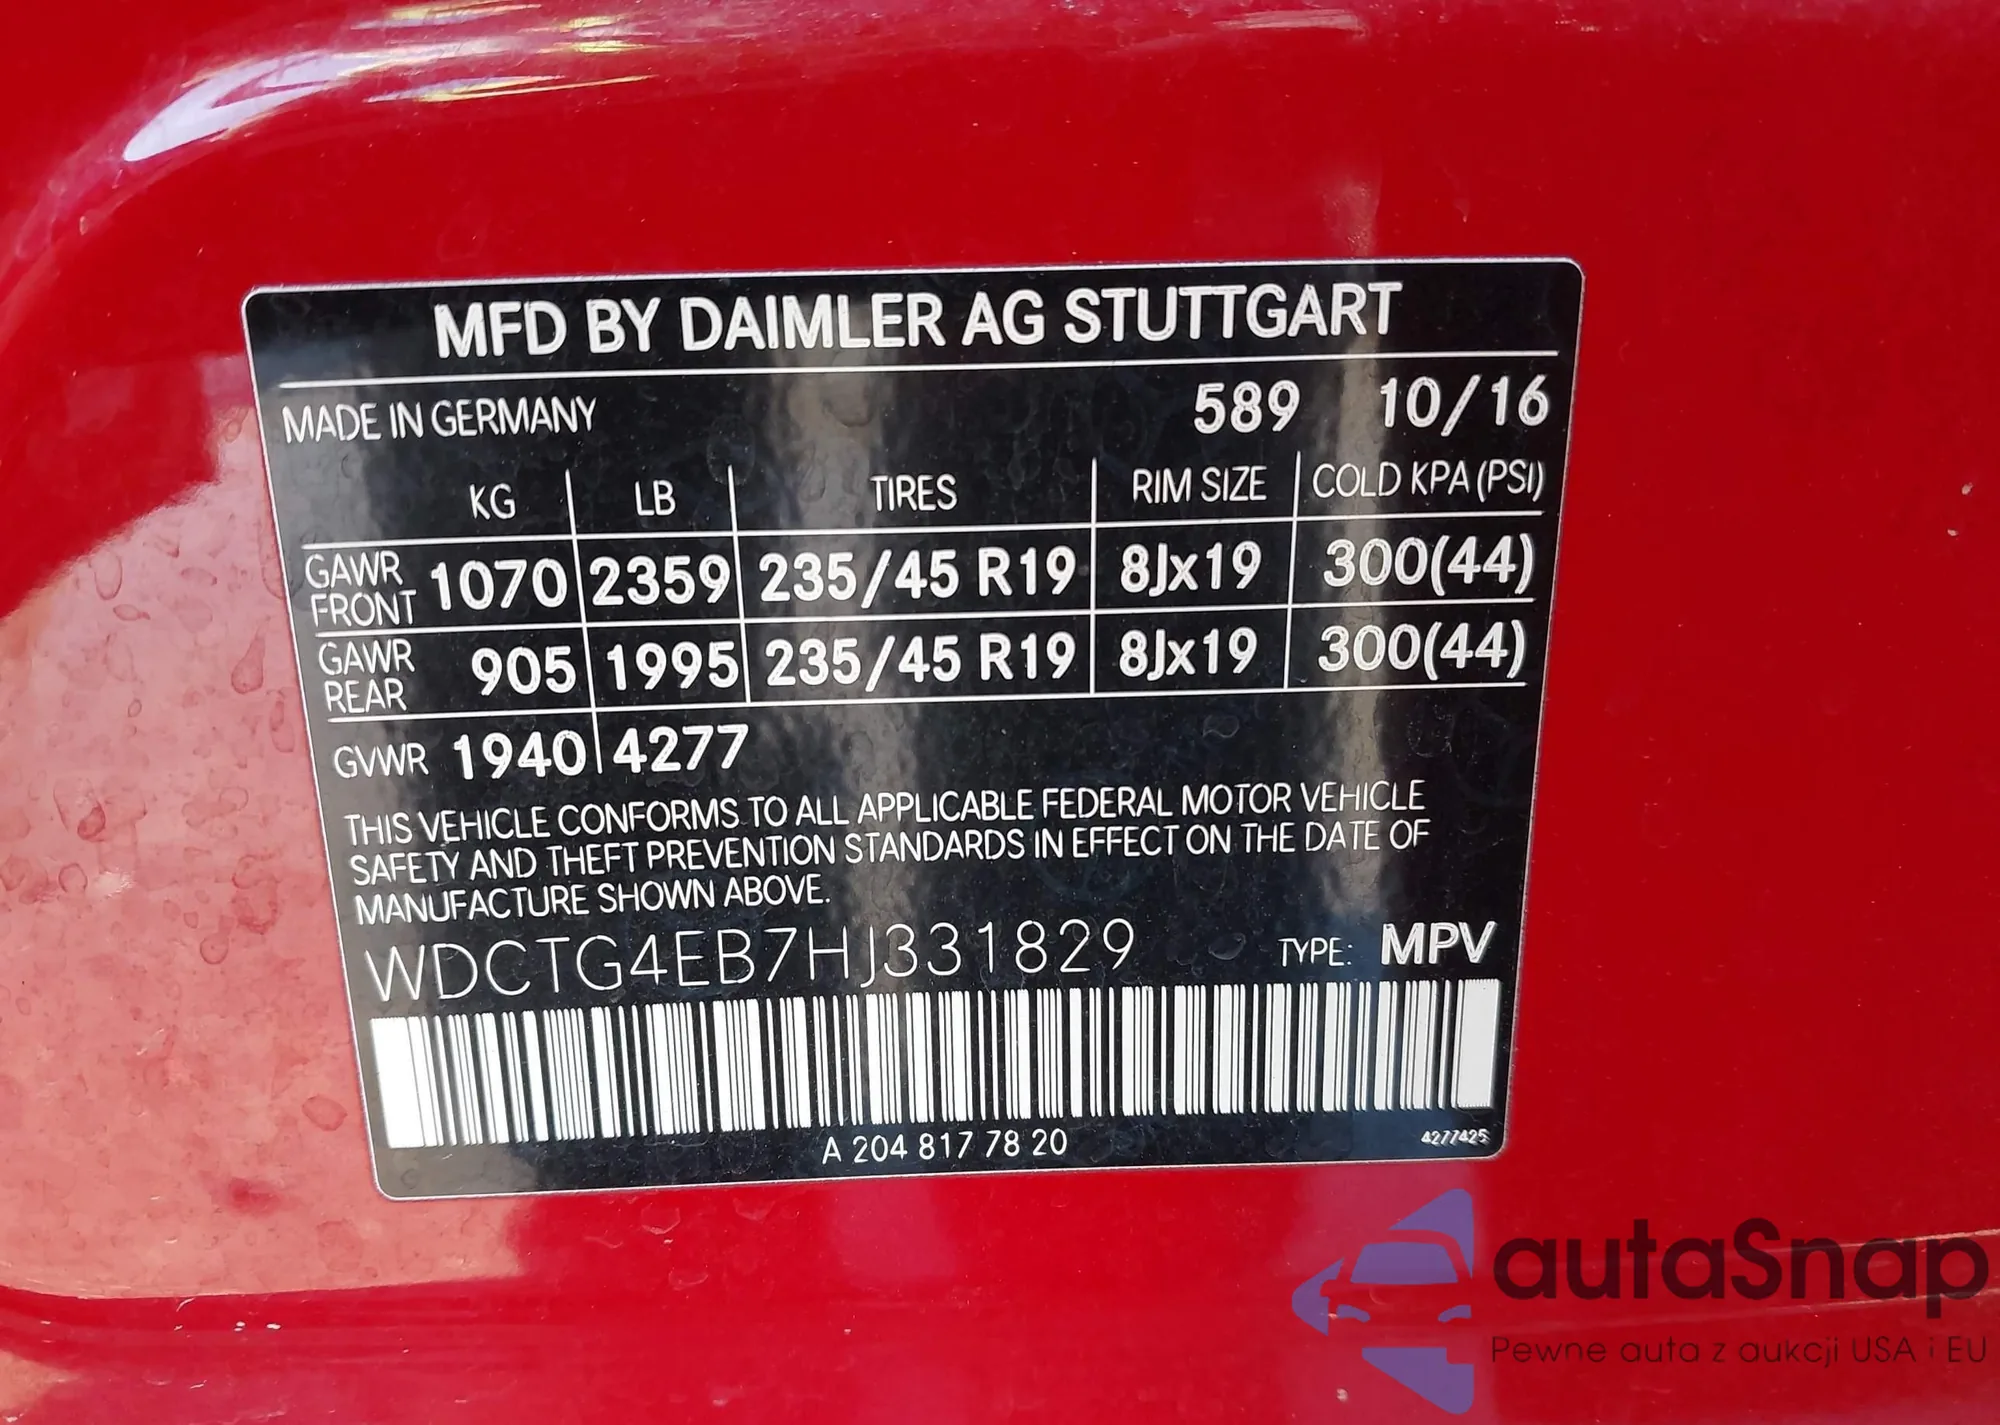 MFD BY DAIMLER AG STUTTGART
MADE IN GERMANY 589 10/16
KG LB TIRES RIM SIZE COLD KPA (PSI)
GAWR FRONT 1070 2359 235/45 R19 8Jx19 300(44)
GAWR REAR 905 1995 235/45 R19 8Jx19 300(44)
GVWR 1940 4277
THIS VEHICLE CONFORMS TO ALL APPLICABLE FEDERAL MOTOR VEHICLE
SAFETY AND THEFT PREVENTION STANDARDS IN EFFECT ON THE DATE OF
MANUFACTURE SHOWN ABOVE.
WDCTG4EB7HJ331829 TYPE: MPV
A 204 817 78 20 4277425
autaSnap
Pewne auta z aukcji USA i EU